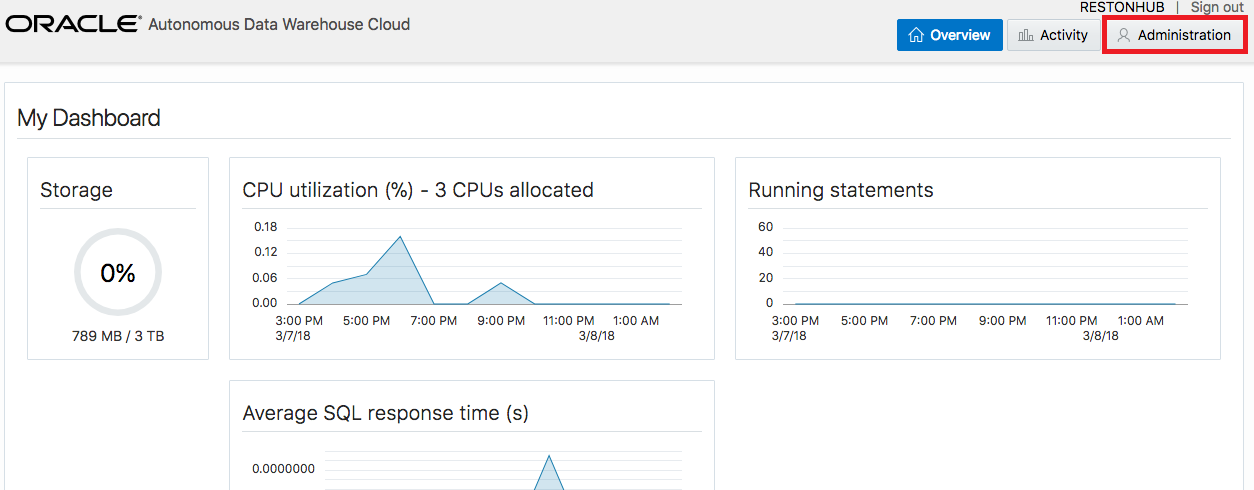 RESTONHUB | Sign out
ORACLE® Autonomous Data Warehouse Cloud
Overview Activity Administration
My Dashboard
Storage
0%
789 MB / 3 TB
CPU utilization (%) - 3 CPUs allocated
0.18
0.12
0.06
0.00
3:00 PM 5:00 PM 7:00 PM 9:00 PM 11:00 PM 1:00 AM
3/7/18 3/8/18
Running statements
60
40
20
0
3:00 PM 5:00 PM 7:00 PM 9:00 PM 11:00 PM 1:00 AM
3/7/18 3/8/18
Average SQL response time (s)
0.0000000